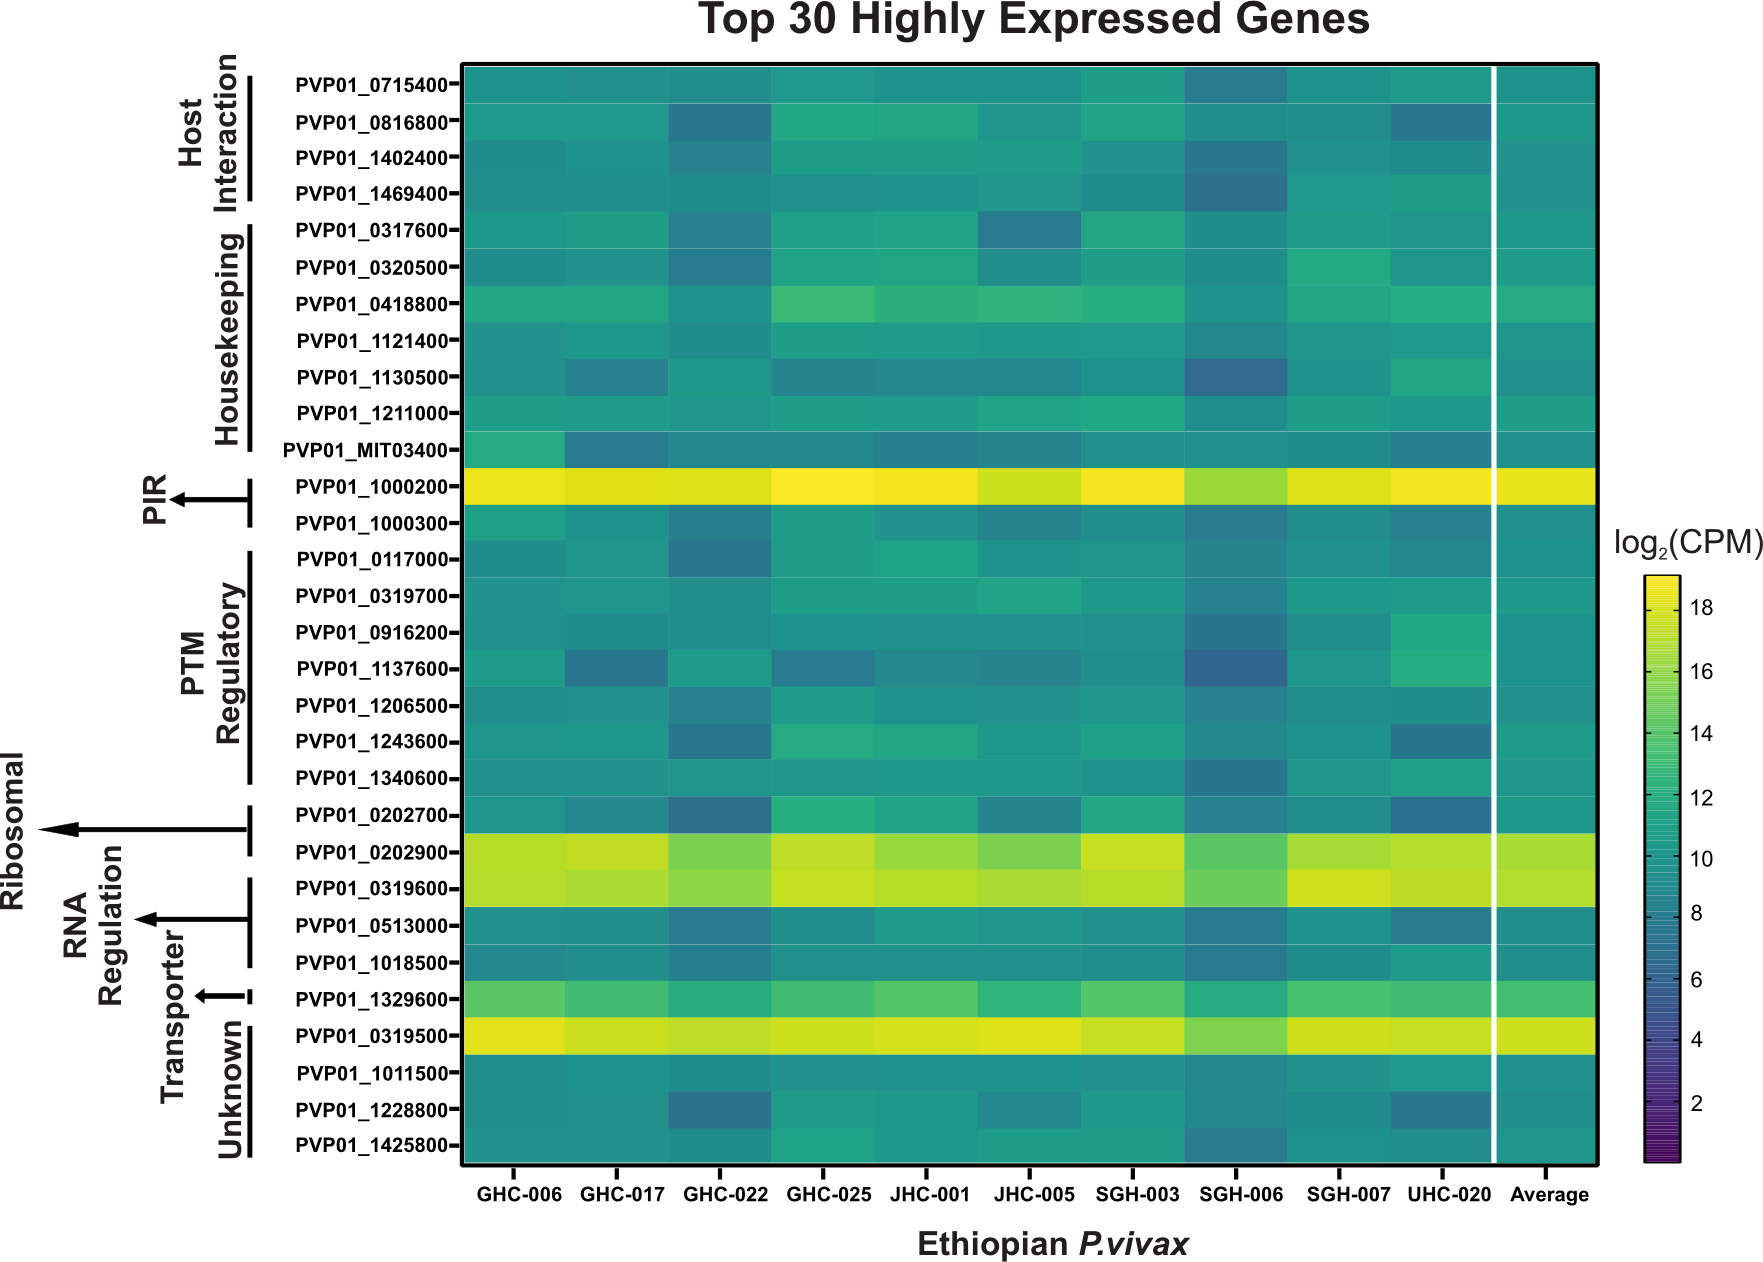 Top 30 Highly Expressed Genes
Host
Interaction
Housekeeping
PIR
PTM
Regulatory
Ribosomal
RNA
Regulation
Transporter
Unknown
PVP01_0715400
PVP01_0816800
PVP01_1402400
PVP01_1469400
PVP01_0317600
PVP01_0320500
PVP01_0418800
PVP01_1121400
PVP01_1130500
PVP01_1211000
PVP01_MIT03400
PVP01_1000200
PVP01_1000300
PVP01_0117000
PVP01_0319700
PVP01_0916200
PVP01_1137600
PVP01_1206500
PVP01_1243600
PVP01_1340600
PVP01_0202700
PVP01_0202900
PVP01_0319600
PVP01_0513000
PVP01_1018500
PVP01_1329600
PVP01_0319500
PVP01_1011500
PVP01_1228800
PVP01_1425800
log₂(CPM)
18
16
14
12
10
8
6
4
2
GHC-006 GHC-017 GHC-022 GHC-025 JHC-001 JHC-005 SGH-003 SGH-006 SGH-007 UHC-020 Average
Ethiopian P.vivax